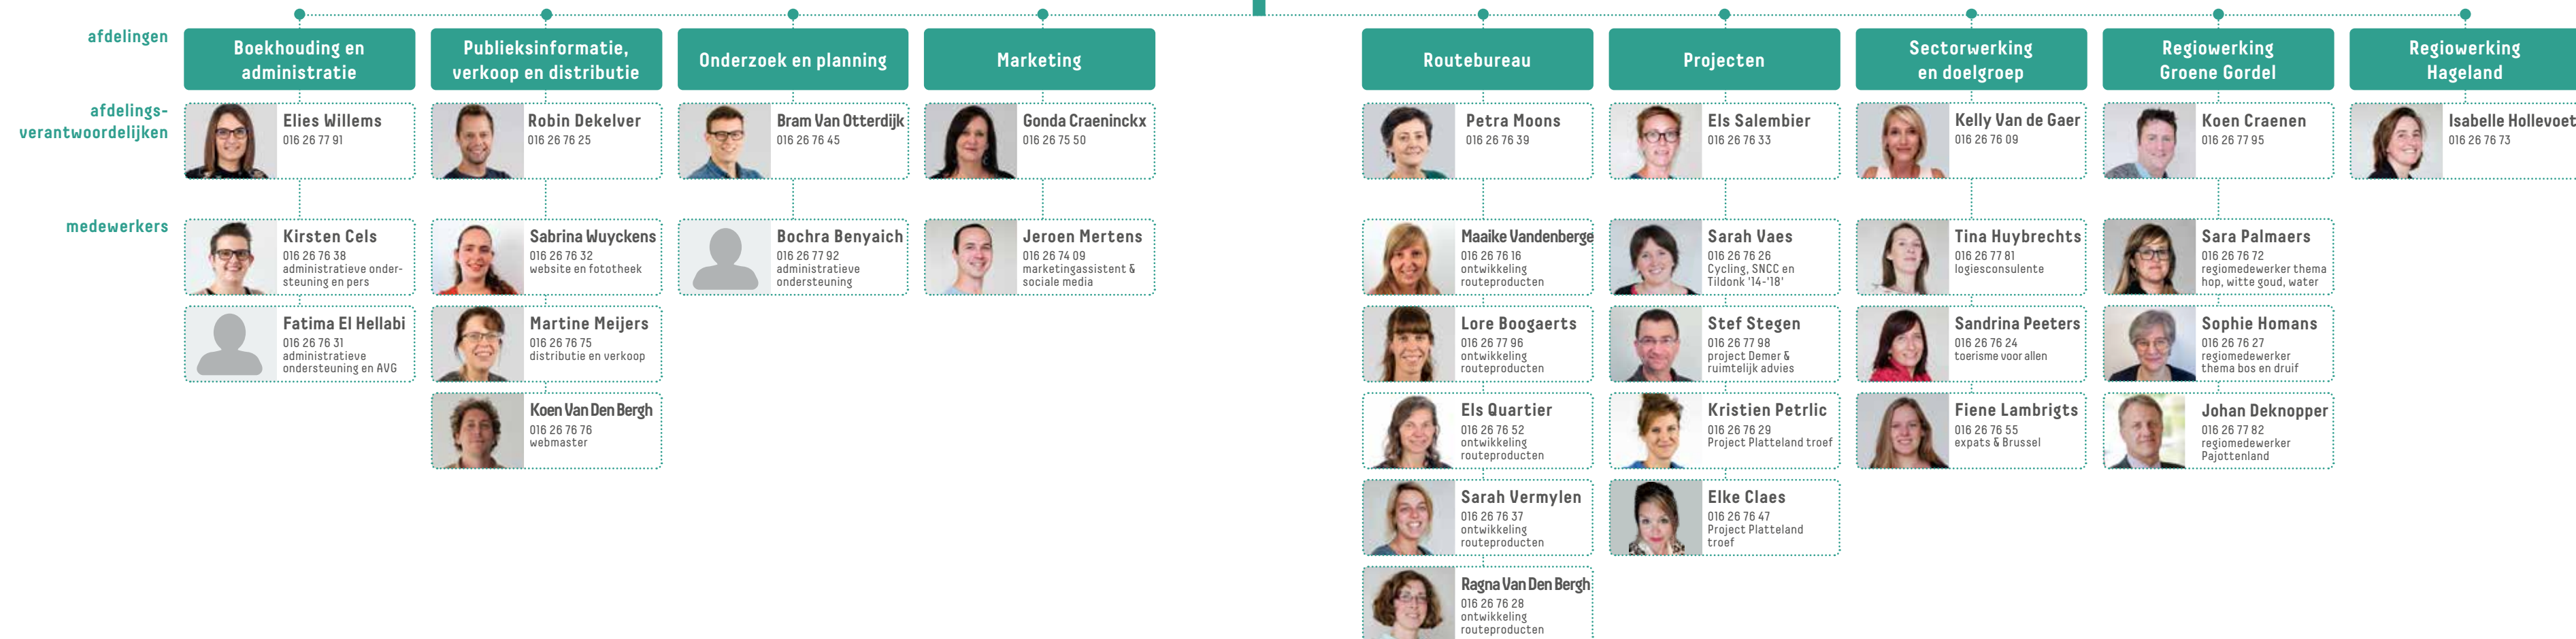 afdelingen
Boekhouding en
administratie
Publieksinformatie,
verkoop en distributie
Onderzoek en planning
Marketing
Routebureau
Projecten
Sectorwerking
en doelgroep
Regiowerking
Groene Gordel
Regiowerking
Hageland
afdelings-
verantwoordelijken
Elies Willems
016 26 77 91
Robin Dekelver
016 26 76 25
Bram Van Otterdijk
016 26 76 45
Gonda Craeninckx
016 26 75 50
Petra Moons
016 26 76 39
Els Salembier
016 26 76 33
Kelly Van de Gaer
016 26 76 09
Koen Craenen
016 26 77 95
Isabelle Hollevoet
016 26 76 73
medewerkers
Kirsten Cels
016 26 76 38
administratieve onder-
steuning en pers
Sabrina Wuyckens
016 26 76 32
website en fototheek
Bochra Benyaich
016 26 77 92
administratieve
ondersteuning
Jeroen Mertens
016 26 74 09
marketingassistent &
sociale media
Maaike Vandenberge
016 26 76 16
ontwikkeling
routeproducten
Sarah Vaes
016 26 76 26
Cycling, SNCC en
Tildonk '14-'18'
Tina Huybrechts
016 26 77 81
logiesconsulente
Sara Palmaers
016 26 76 72
regiomedewerker thema
hop, witte goud, water
Fatima El Hellabi
016 26 76 31
administratieve
ondersteuning en AVG
Martine Meijers
016 26 76 75
distributie en verkoop
Lore Boogaerts
016 26 77 96
ontwikkeling
routeproducten
Stef Stegen
016 26 77 98
project Demer &
ruimtelijk advies
Sandrina Peeters
016 26 76 24
toerisme voor allen
Sophie Homans
016 26 76 27
regiomedewerker
thema bos en druif
Koen Van Den Bergh
016 26 76 76
webmaster
Els Quartier
016 26 76 52
ontwikkeling
routeproducten
Kristien Petrlic
016 26 76 29
Project Platteland troef
Fiene Lambrigts
016 26 76 55
expats & Brussel
Johan Deknopper
016 26 77 82
regiomedewerker
Pajottenland
Sarah Vermylen
016 26 76 37
ontwikkeling
routeproducten
Elke Claes
016 26 76 47
Project Platteland
troef
Ragna Van Den Bergh
016 26 76 28
ontwikkeling
routeproducten